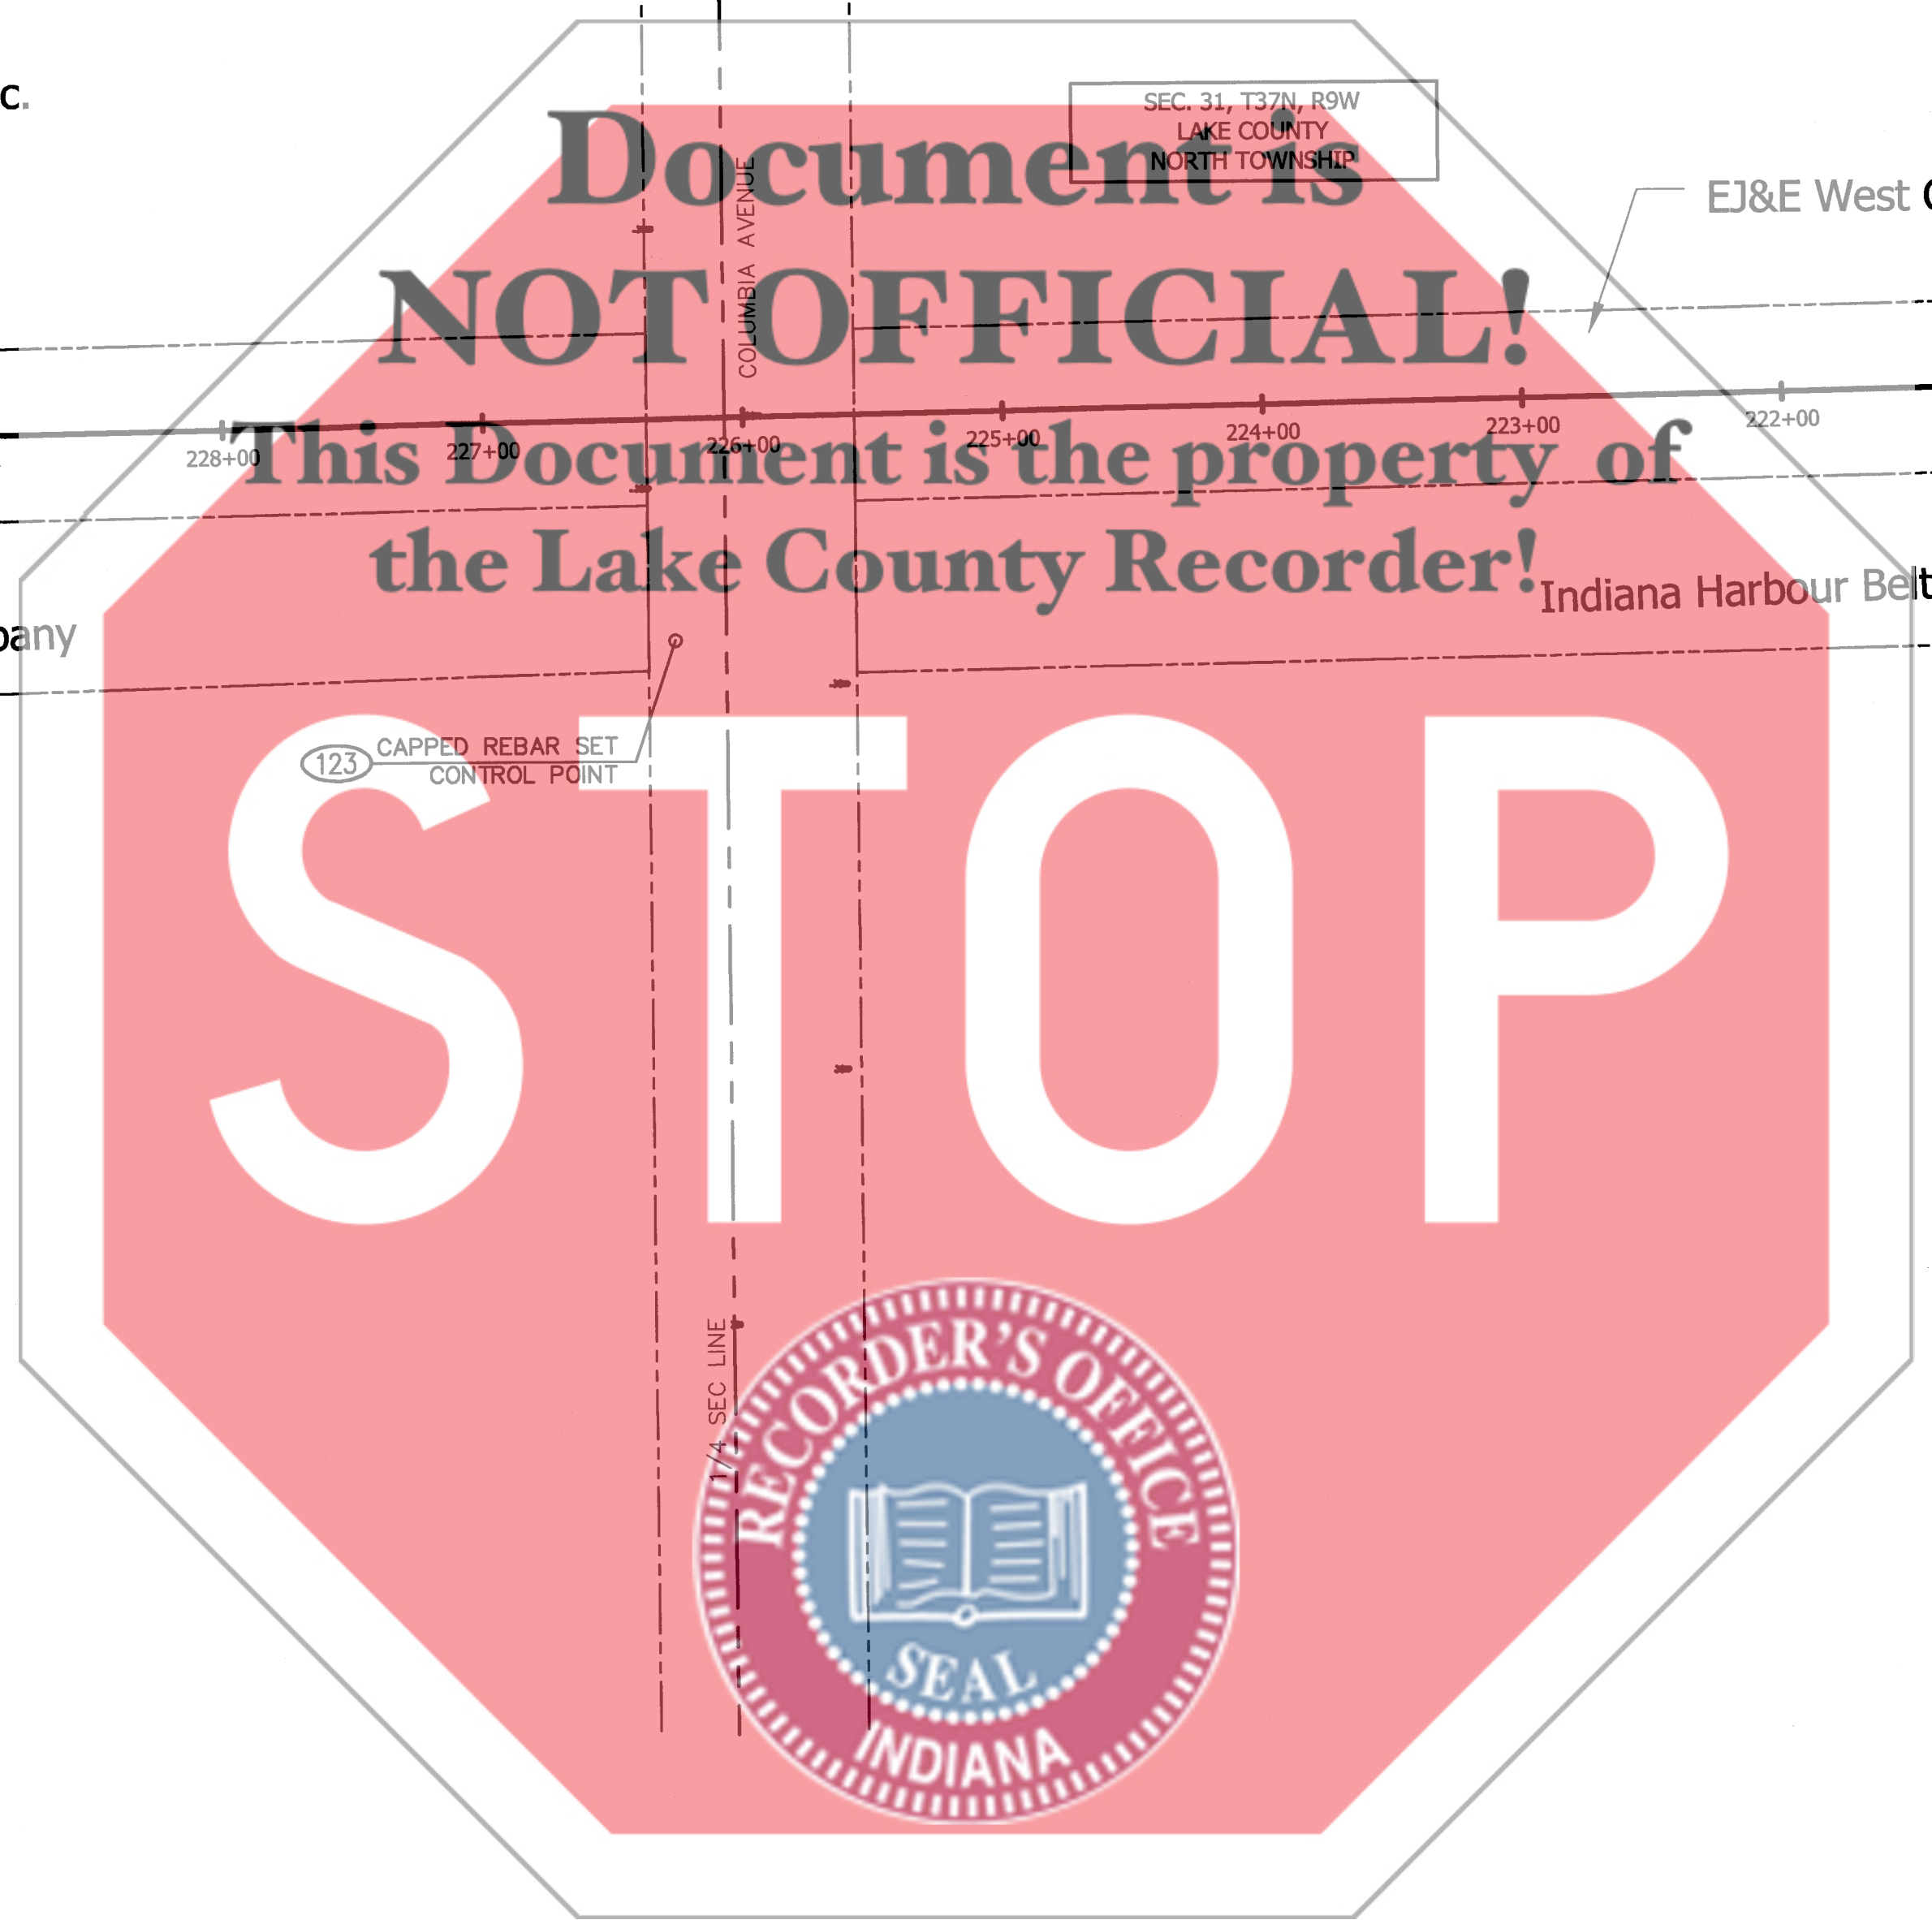 c.
SEC. 31, T37N, R9W
LAKE COUNTY
NORTH TOWNSHIP
Document is
COLUMBIA AVENUE
EJ&E West
NOT OFFICIAL!
228+00
227+00
226+00
225+00
224+00
223+00
222+00
This Document is the property of
the Lake County Recorder!
Indiana Harbour Belt
pany
123
CAPPED REBAR SET
CONTROL POINT
STOP
1/4 SEC LINE
RECORDER'S OFFICE
SEAL
INDIANA